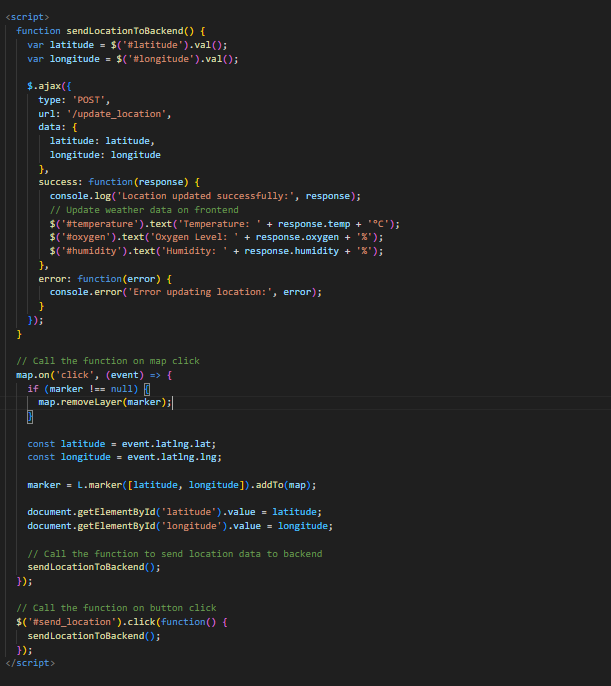 <script>
function sendLocationToBackend() {
var latitude = $('#latitude').val();
var longitude = $('#longitude').val();
$.ajax({
type: 'POST',
url: '/update_location',
data: {
latitude: latitude,
longitude: longitude
},
success: function(response) {
console.log('Location updated successfully:', response);
// Update weather data on frontend
$('#temperature').text('Temperature: ' + response.temp + '°C');
$('#oxygen').text('Oxygen Level: ' + response.oxygen + '%');
$('#humidity').text('Humidity: ' + response.humidity + '%');
},
error: function(error) {
console.error('Error updating location:', error);
}
});
}
// Call the function on map click
map.on('click', (event) => {
if (marker !== null) {
map.removeLayer(marker);
}
const latitude = event.latlng.lat;
const longitude = event.latlng.lng;
marker = L.marker([latitude, longitude]).addTo(map);
document.getElementById('latitude').value = latitude;
document.getElementById('longitude').value = longitude;
// Call the function to send location data to backend
sendLocationToBackend();
});
// Call the function on button click
$('#send_location').click(function() {
sendLocationToBackend();
});
</script>